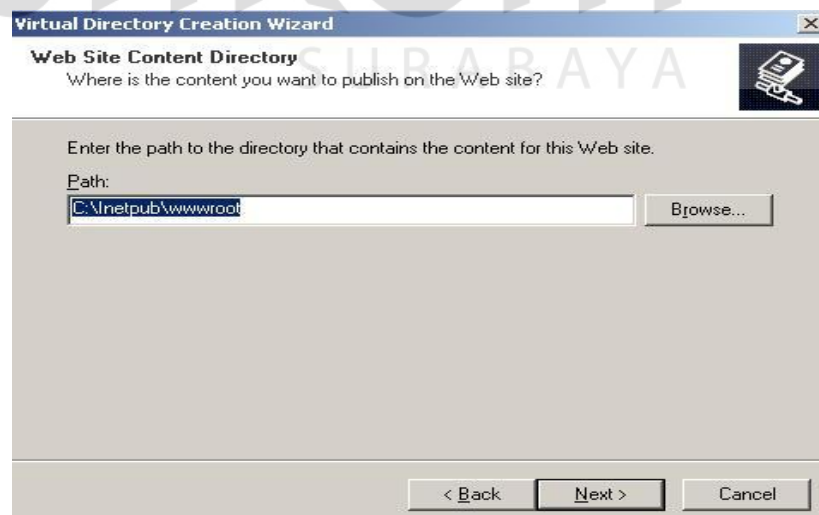 Virtual Directory Creation Wizard
Web Site Content Directory
SURABAYA
Where is the content you want to publish on the Web site?
Enter the path to the directory that contains the content for this Web site.
Path:
C:\Inetpub\wwwroot
Browse...
< Back
Next >
Cancel